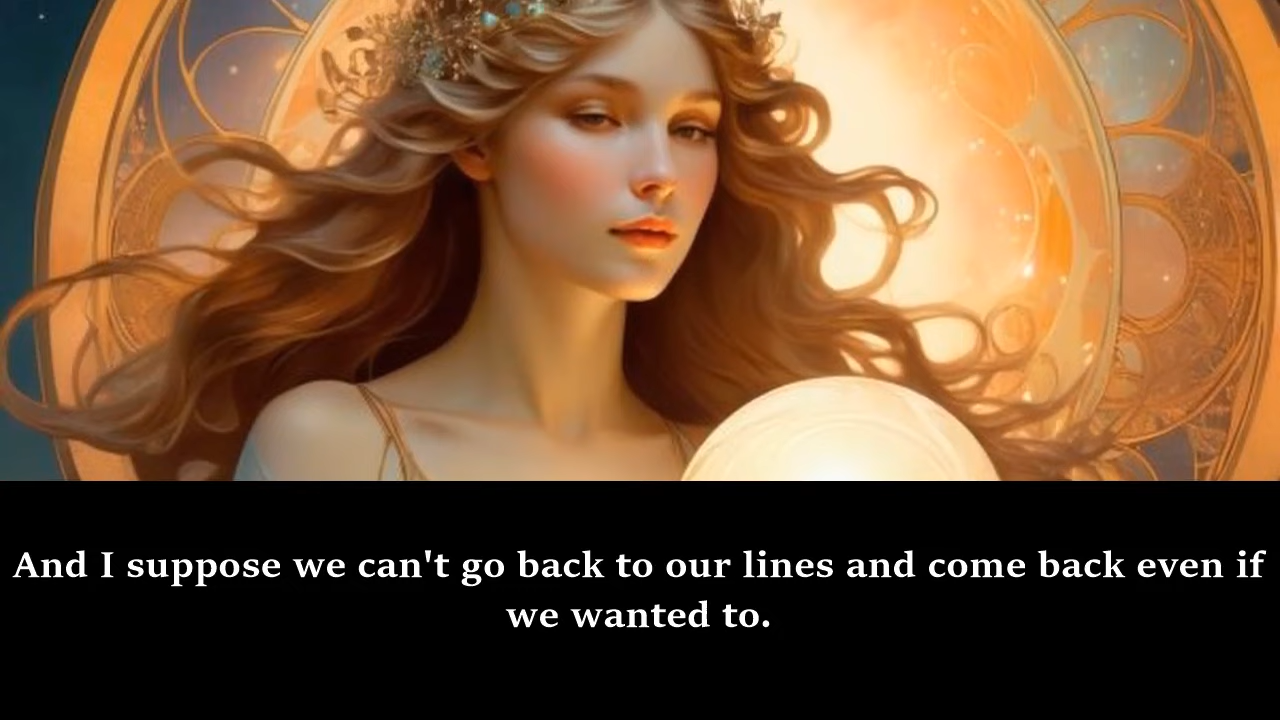 And I suppose we can't go back to our lines and come back even if
we wanted to.